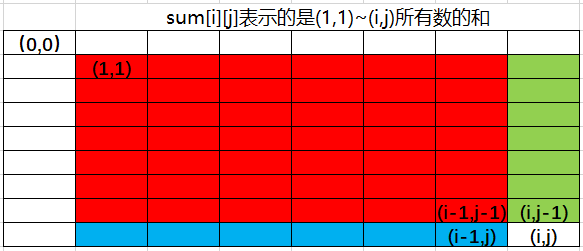 sum[i][j]表示的是(1,1)~(i,j)所有数的和
(0,0)
(1,1)
(i-1,j-1) (i,j-1)
(i-1,j) (i,j)